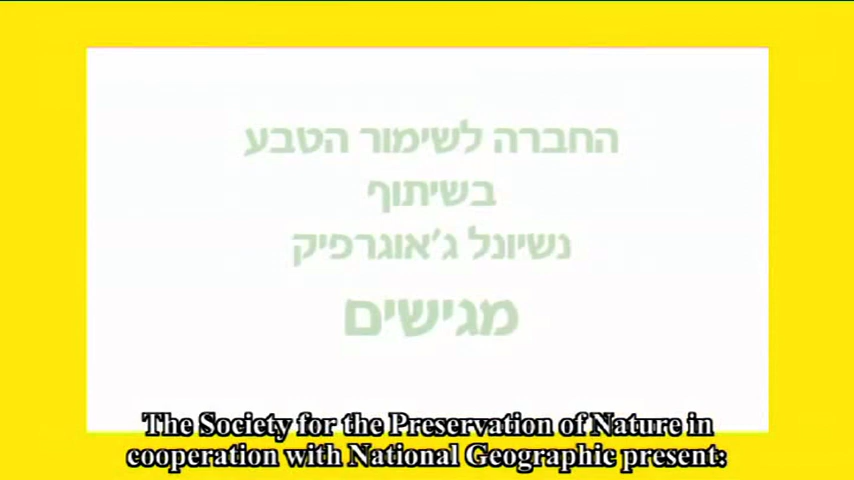 החברה לשימור הטבע
בשיתוף
נשיונל ג'אוגרפיק
מגישים
The Society for the Preservation of Nature in
cooperation with National Geographic present: